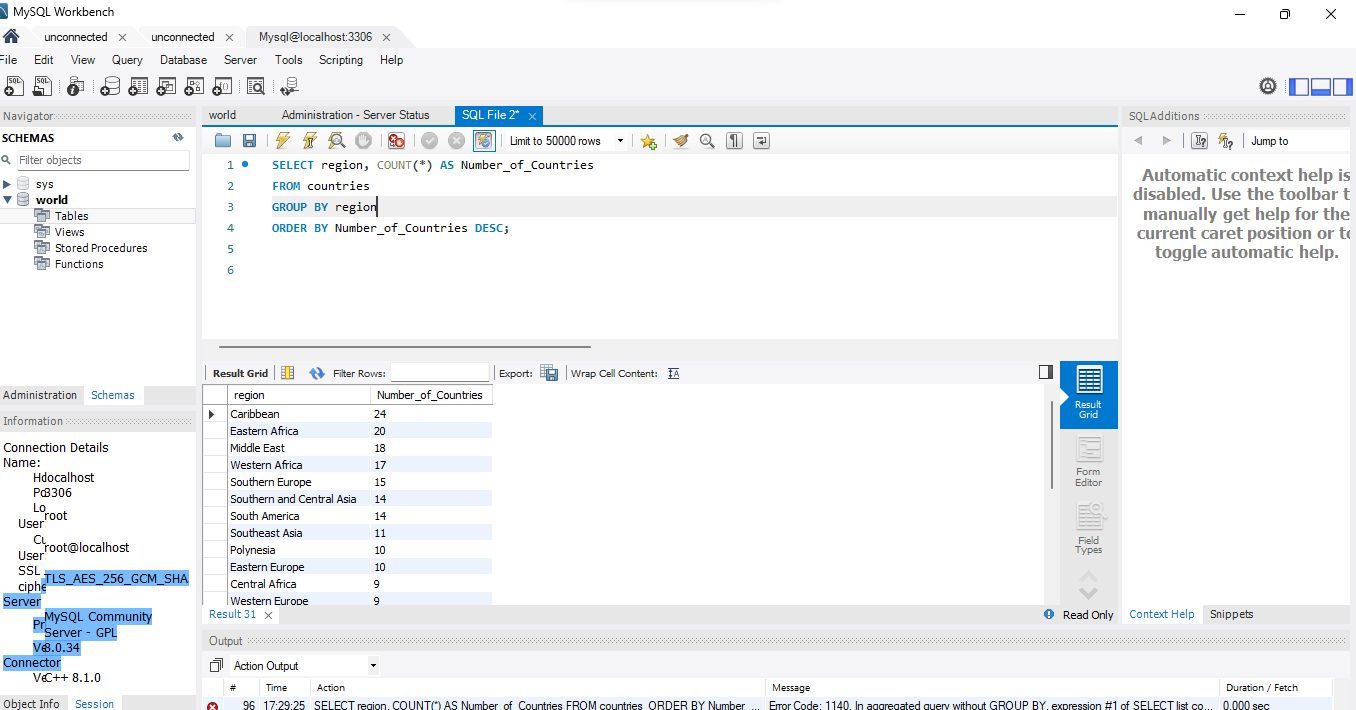 MySQL Workbench
unconnected
unconnected
Mysql@localhost:3306
File Edit View Query Database Server Tools Scripting Help
Navigator
SCHEMAS
Filter objects
sys
world
Tables
Views
Stored Procedures
Functions
Administration Schemas
Information
Connection Details
Name:
localhost
3306
root
User
root@localhost
User
SSL
TLS_AES_256_GCM_SHA
Server
MySQL Community
Server - GPL
8.0.34
Connector
C++ 8.1.0
Object Info Session
world Administration - Server Status SQL File 2*
Limit to 50000 rows
1 SELECT region, COUNT(*) AS Number_of_Countries
2 FROM countries
3 GROUP BY region
4 ORDER BY Number_of_Countries DESC;
5
6
Result Grid Filter Rows: Export: Wrap Cell Content:
region Number_of_Countries
Caribbean 24
Eastern Africa 20
Middle East 18
Western Africa 17
Southern Europe 15
Southern and Central Asia 14
South America 14
Southeast Asia 11
Polynesia 10
Eastern Europe 10
Central Africa 9
Western Europe 9
Result Grid
Form Editor
Field Types
Result 31
Read Only
SQLAdditions
Jump to
Automatic context help is
disabled. Use the toolbar t
manually get help for the
current caret position or to
toggle automatic help.
Context Help Snippets
Output
Action Output
# Time Action Message Duration / Fetch
96 17:29:25 SELECT region, COUNT(*) AS Number_of_Countries FROM countries ORDER BY Number_... Error Code: 1140. In aggregated query without GROUP BY, expression #1 of SELECT list co... 0.000 sec